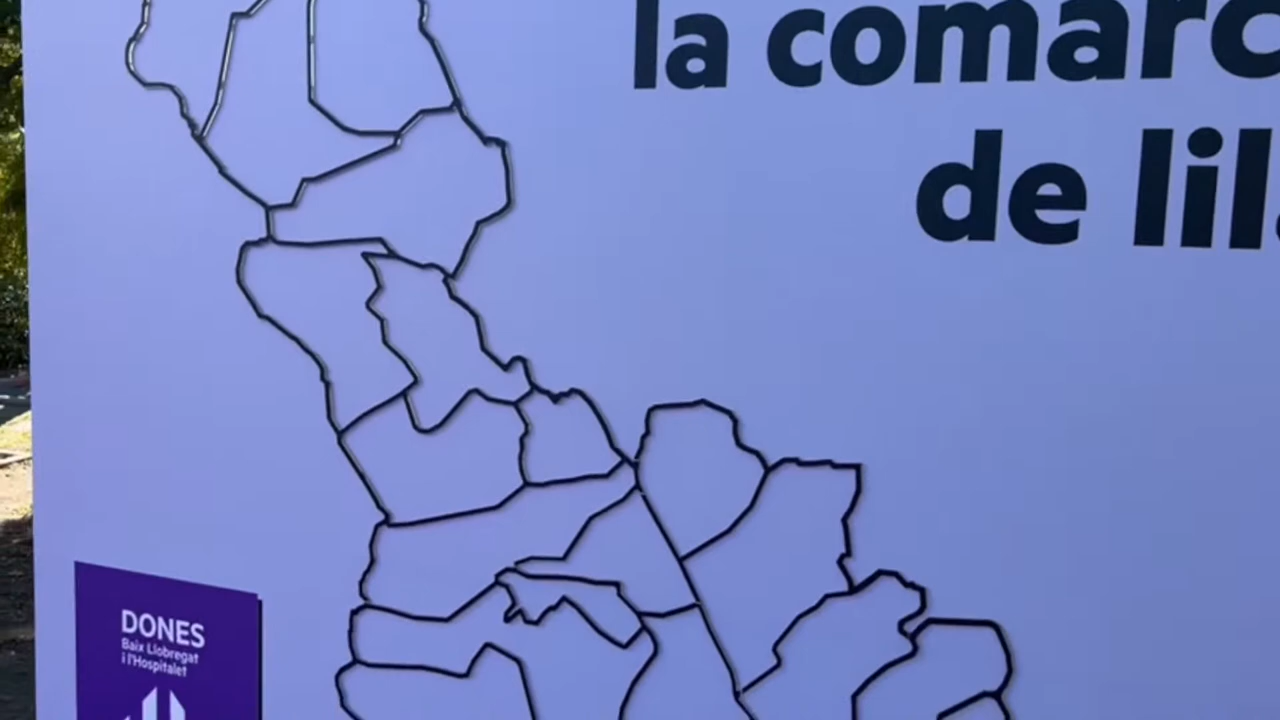 la comarc
de lil
DONES
Baix Llobregat
i l'Hospitalet